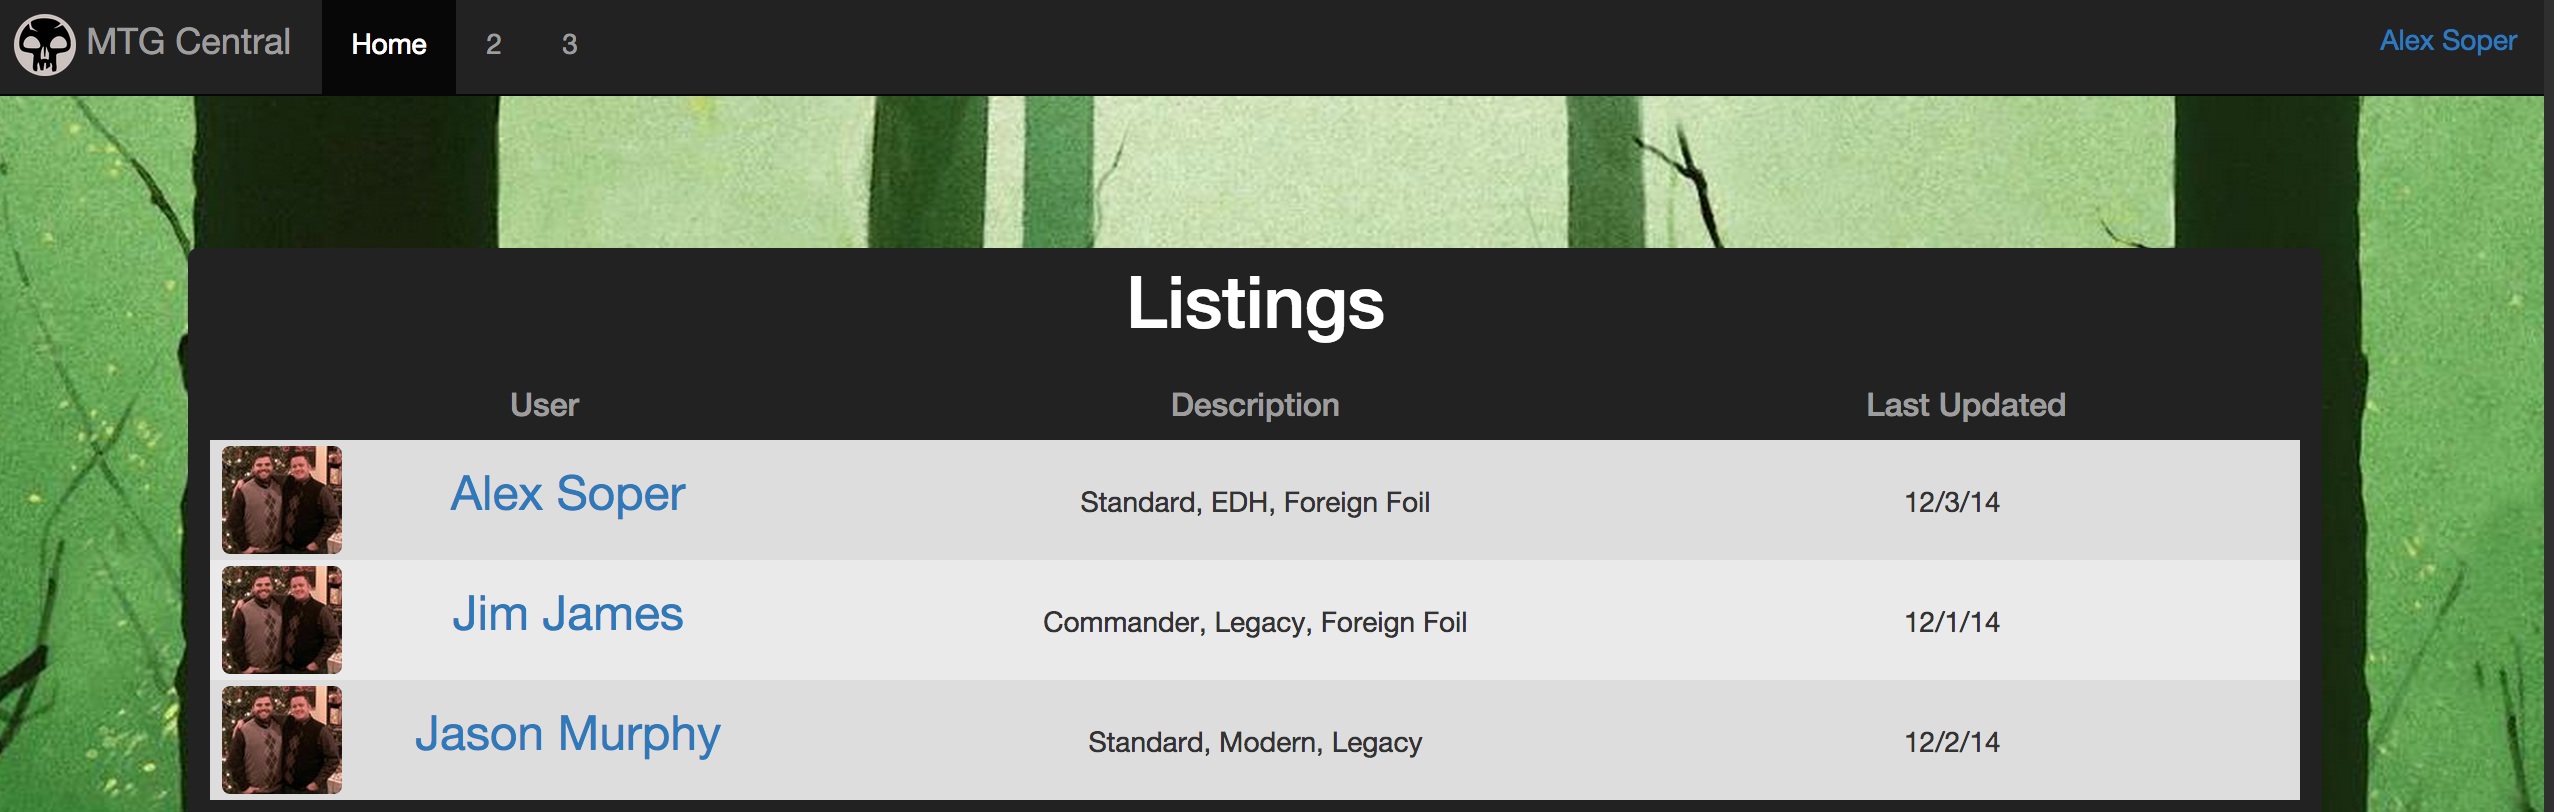 MTG Central Home 2 3 Alex Soper
Listings
User Description Last Updated
Alex Soper Standard, EDH, Foreign Foil 12/3/14
Jim James Commander, Legacy, Foreign Foil 12/1/14
Jason Murphy Standard, Modern, Legacy 12/2/14